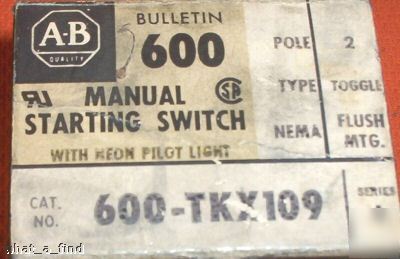 A-B
QUALITY
BULLETIN
600
POLE 2
MANUAL
STARTING SWITCH
TYPE TOGGLE
WITH NEON PILOT LIGHT
NEMA FLUSH
MTG.
CAT.
NO.
600-TKX109
SERIES
hat_a_find